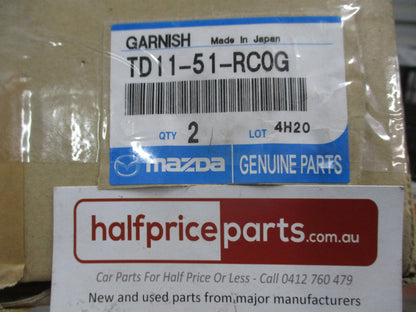 GARNISH Made In Japan
TD11-51-RC0G
QTY 2 LOT 4H20
mazda GENUINE PARTS
halfpriceparts.com.au
Car Parts For Half Price Or Less - Call 0412 760 479
New and used parts from major manufacturers